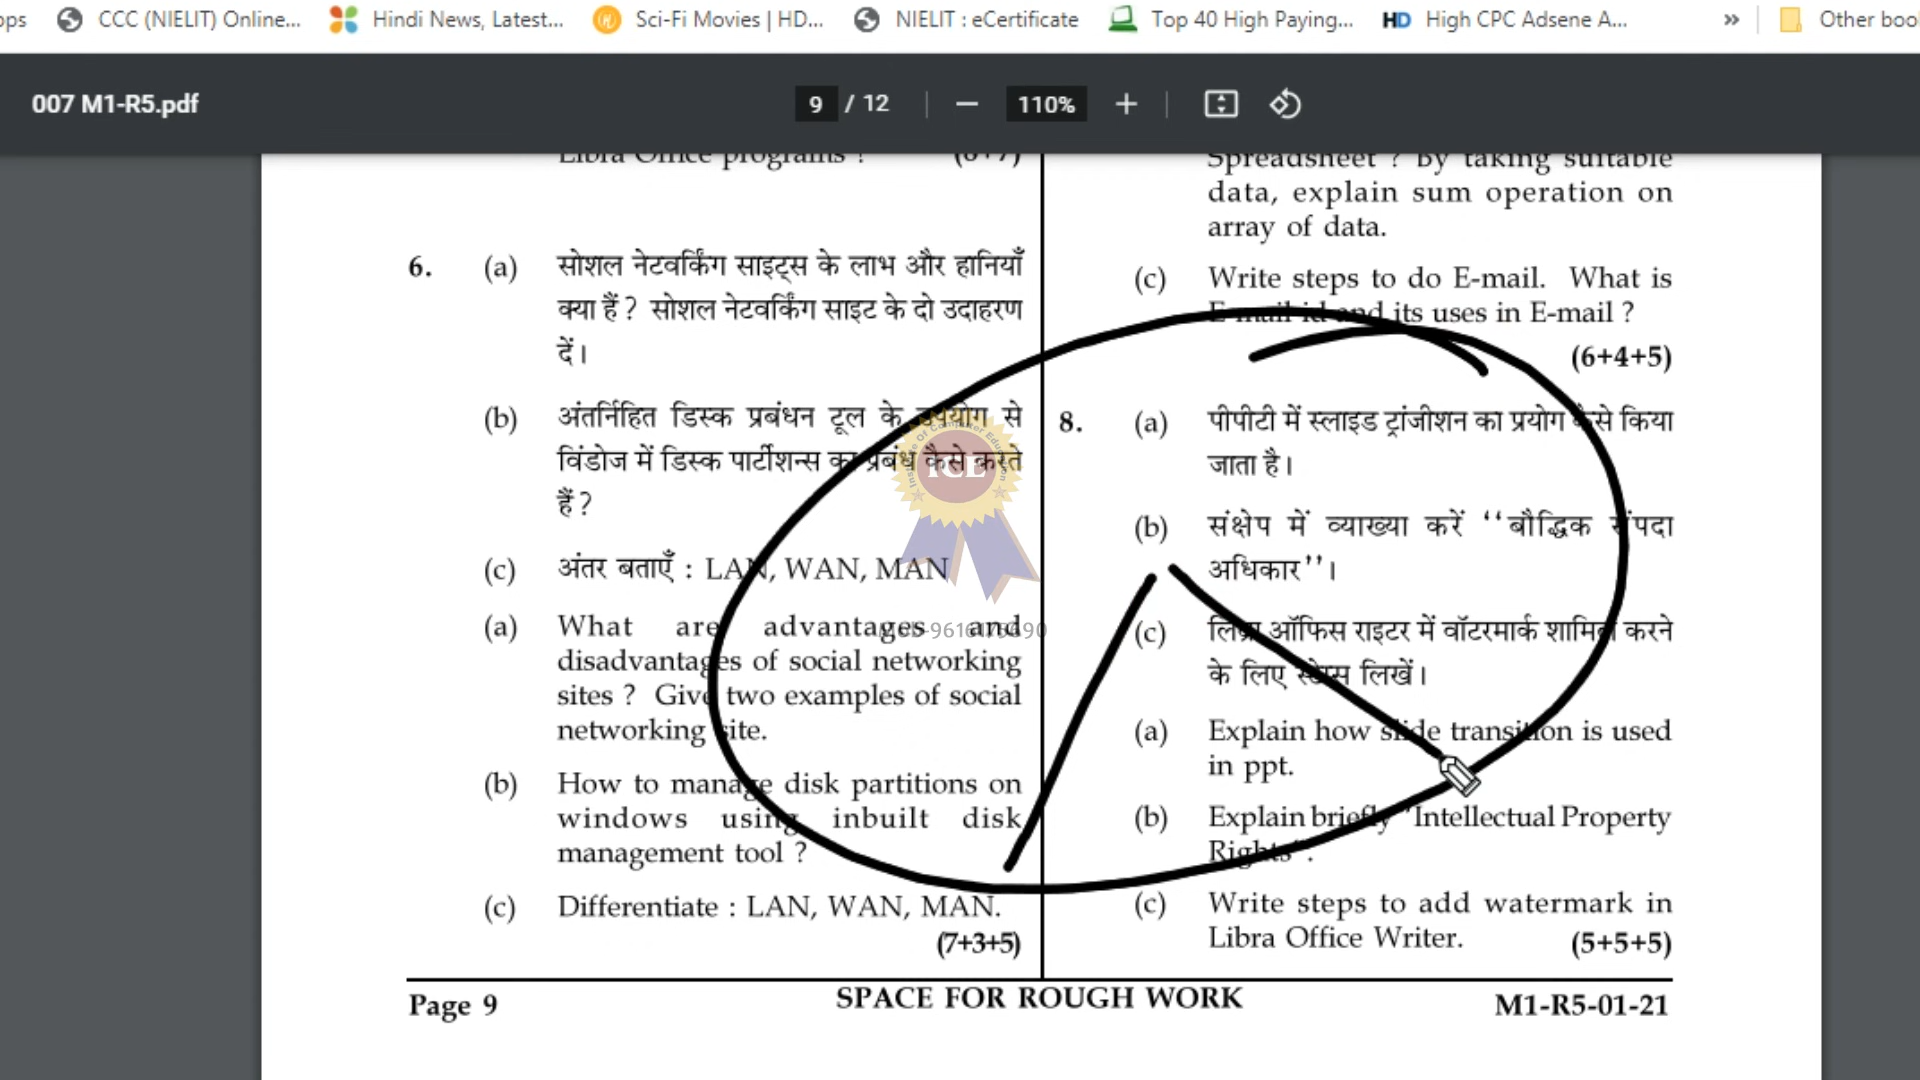 CCC (NIELIT) Online...
Hindi News, Latest...
Sci-Fi Movies | HD...
NIELIT : eCertificate
Top 40 High Paying...
HD High CPC Adsene A...
»
Other boo
007 M1-R5.pdf
9 / 12
110%
Libra Office programs ? (8+7)
6. (a) सोशल नेटवर्किंग साइट्स के लाभ और हानियाँ
क्या हैं ? सोशल नेटवर्किंग साइट के दो उदाहरण
दें।
(b) अंतर्निहित डिस्क प्रबंधन टूल के उपयोग से
विंडोज में डिस्क पार्टीशन्स का प्रबंध कैसे करते
हैं ?
(c) अंतर बताएँ : LAN, WAN, MAN
(a) What are advantages and
disadvantages of social networking
sites ? Give two examples of social
networking site.
(b) How to manage disk partitions on
windows using inbuilt disk
management tool ?
(c) Differentiate : LAN, WAN, MAN.
(7+3+5)
Spreadsheet ? By taking suitable
data, explain sum operation on
array of data.
(c) Write steps to do E-mail. What is
E-mail id and its uses in E-mail ?
(6+4+5)
8. (a) पीपीटी में स्लाइड ट्रांजीशन का प्रयोग कैसे किया
जाता है।
(b) संक्षेप में व्याख्या करें ‘‘बौद्धिक संपदा
अधिकार’’।
(c) लिब्रा ऑफिस राइटर में वॉटरमार्क शामिल करने
के लिए स्टेप्स लिखें।
(a) Explain how slide transition is used
in ppt.
(b) Explain briefly "Intellectual Property
Rights".
(c) Write steps to add watermark in
Libra Office Writer. (5+5+5)
ICE
Page 9
SPACE FOR ROUGH WORK
M1-R5-01-21